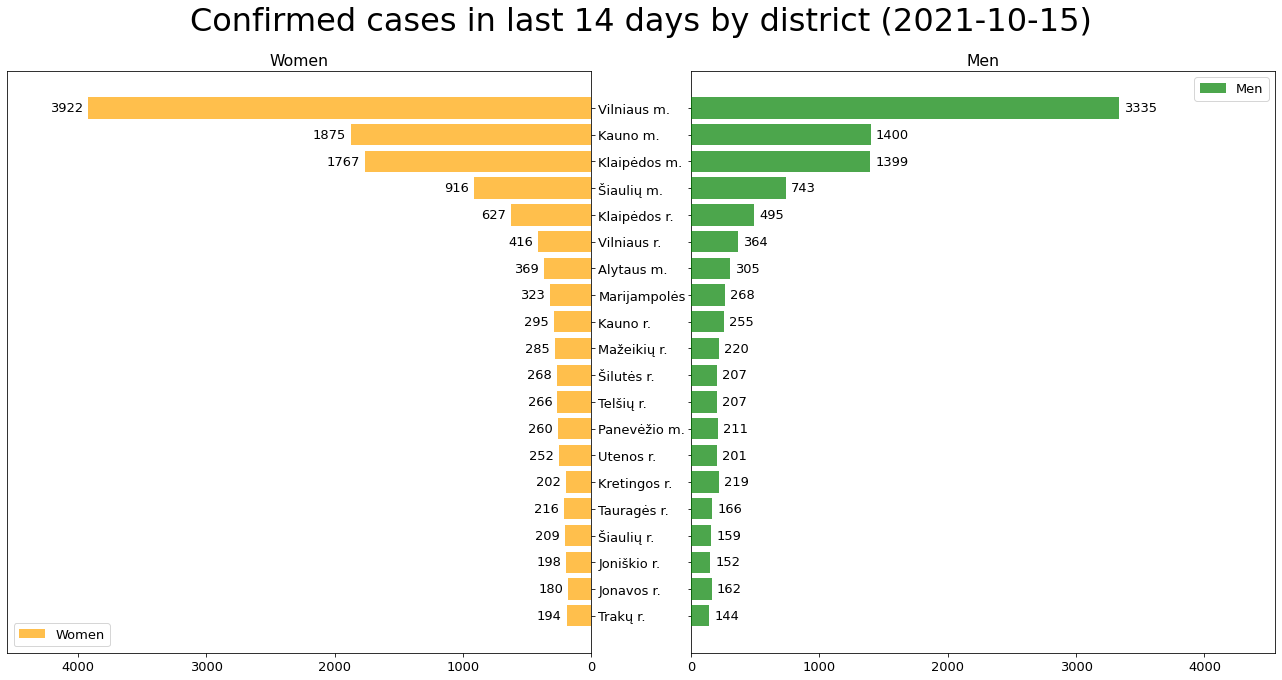 Confirmed cases in last 14 days by district (2021-10-15)
Women Men
3922 Vilniaus m. 3335
1875 Kauno m. 1400
1767 Klaipėdos m. 1399
916 Šiaulių m. 743
627 Klaipėdos r. 495
416 Vilniaus r. 364
369 Alytaus m. 305
323 Marijampolės 268
295 Kauno r. 255
285 Mažeikių r. 220
268 Šilutės r. 207
266 Telšių r. 207
260 Panevėžio m. 211
252 Utenos r. 201
202 Kretingos r. 219
216 Tauragės r. 166
209 Šiaulių r. 159
198 Joniškio r. 152
180 Jonavos r. 162
194 Trakų r. 144
Women
Men
4000 3000 2000 1000 0
0 1000 2000 3000 4000